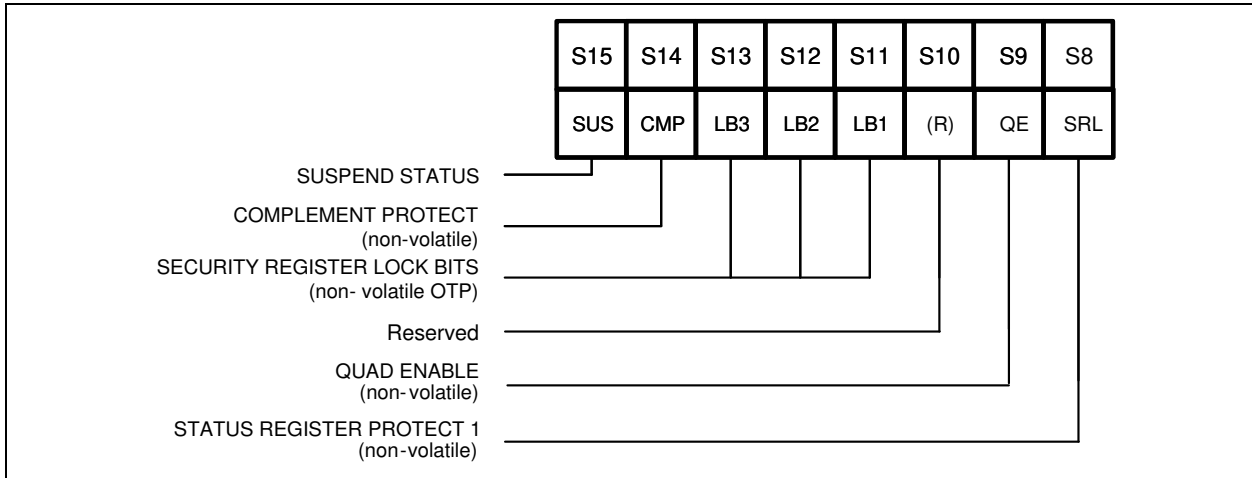 S15 S14 S13 S12 S11 S10 S9 S8
SUS CMP LB3 LB2 LB1 (R) QE SRL
SUSPEND STATUS
COMPLEMENT PROTECT
(non-volatile)
SECURITY REGISTER LOCK BITS
(non- volatile OTP)
Reserved
QUAD ENABLE
(non-volatile)
STATUS REGISTER PROTECT 1
(non-volatile)